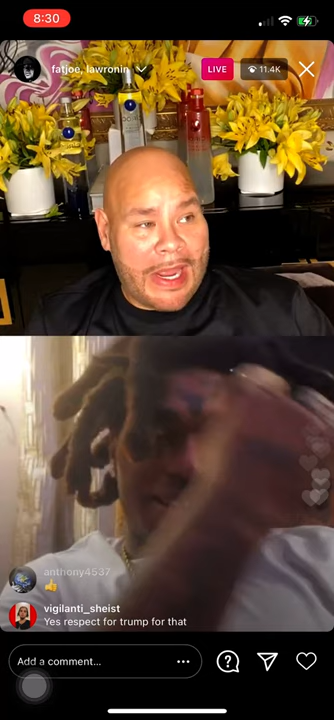 8:30
fatjoe, lawronin
LIVE
11.4K
anthony4537
👍
vigilanti_sheist
Yes respect for trump for that
Add a comment...